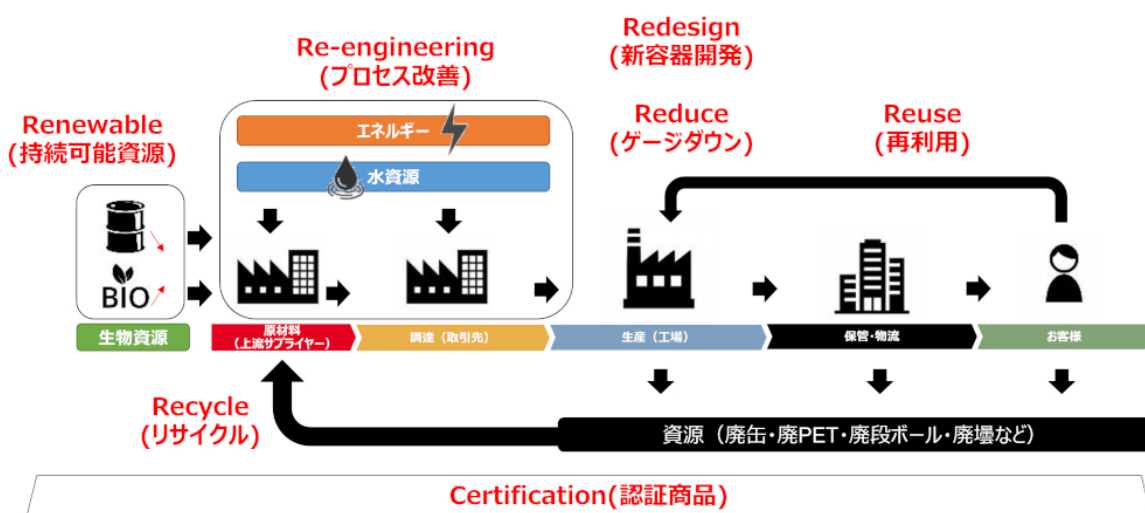 Redesign
(新容器開発)
Re-engineering
(プロセス改善)
Reduce
(ゲージダウン)
Reuse
(再利用)
Renewable
(持続可能資源)
エネルギー
水資源
BIO
生物資源
原材料
(上流サプライヤー)
調達（取引先）
生産（工場）
保管・物流
お客様
Recycle
(リサイクル)
資源（廃缶・廃PET・廃段ボール・廃壜など）
Certification(認証商品)